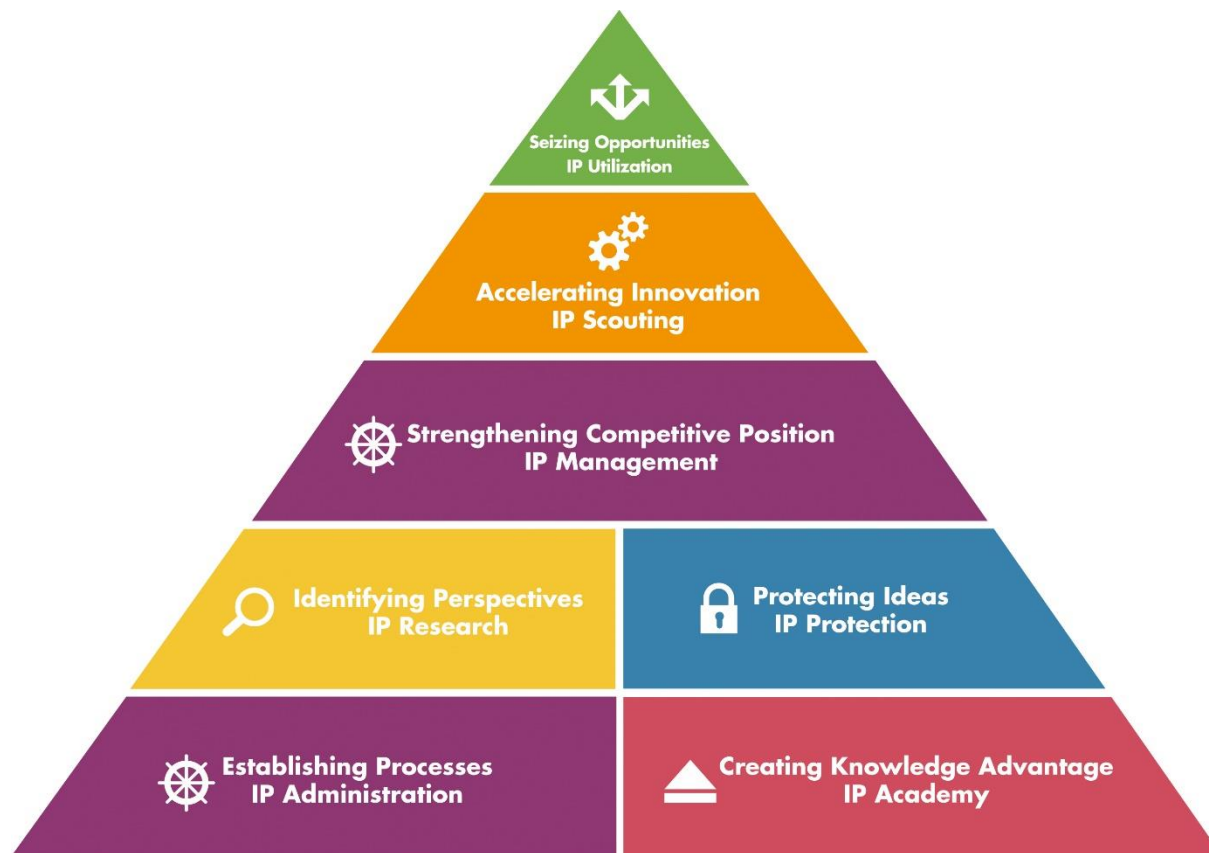 Seizing Opportunities
IP Utilization
Accelerating Innovation
IP Scouting
Strengthening Competitive Position
IP Management
Identifying Perspectives
IP Research
Protecting Ideas
IP Protection
Establishing Processes
IP Administration
Creating Knowledge Advantage
IP Academy